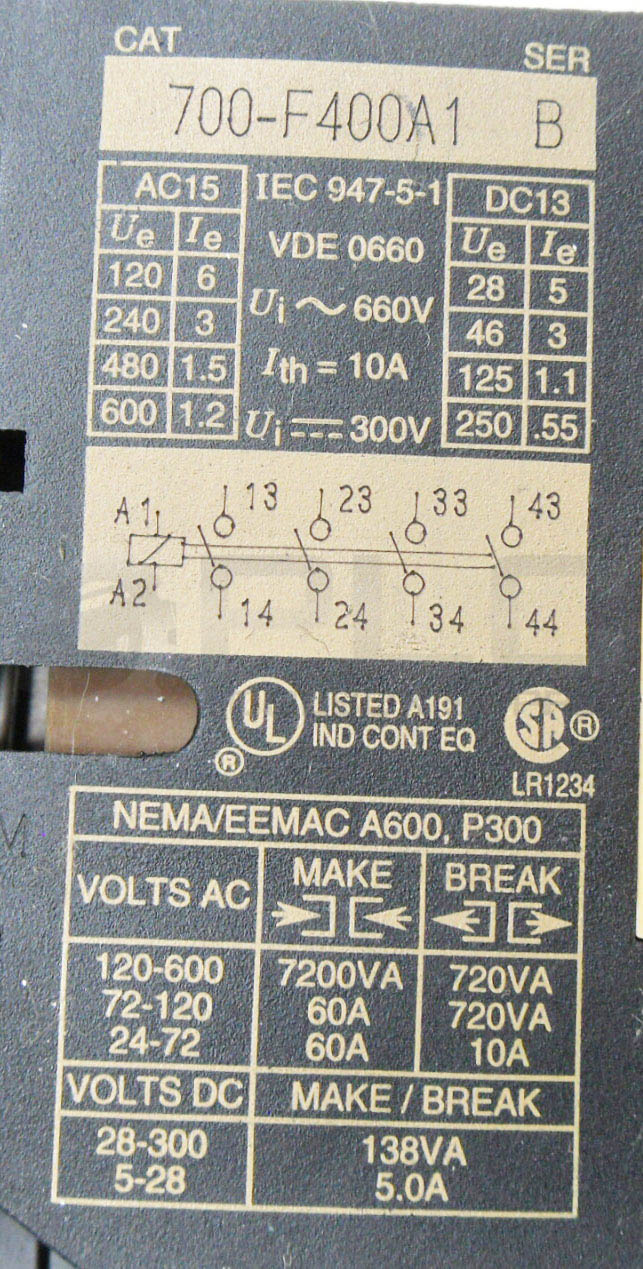 CAT
SER
700-F400A1 B
AC15
Ue Ie
120 6
240 3
480 1.5
600 1.2
IEC 947-5-1
VDE 0660
Ui ~ 660V
Ith = 10A
Ui ⎓ 300V
DC13
Ue Ie
28 5
46 3
125 1.1
250 .55
13 23 33 43
A1
A2
14 24 34 44
UL ®
LISTED A191
IND CONT EQ
SA ®
LR1234
NEMA/EEMAC A600, P300
VOLTS AC MAKE BREAK
120-600 7200VA 720VA
72-120 60A 720VA
24-72 60A 10A
VOLTS DC MAKE / BREAK
28-300 138VA
5-28 5.0A
M